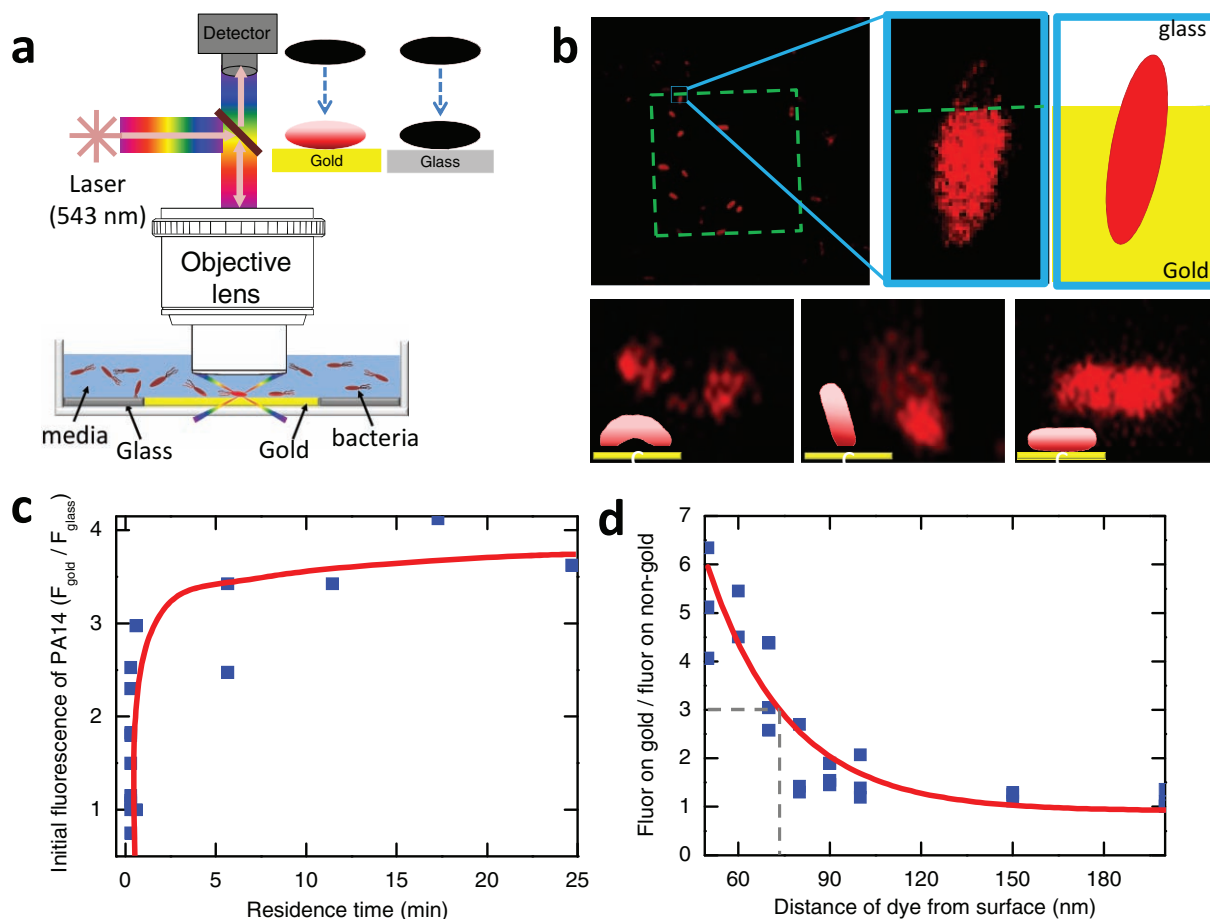 a
Detector
Laser
(543 nm)
Gold
Glass
Objective
lens
media
Glass
Gold
bacteria
b
glass
Gold
c
Initial fluorescence of PA14 (F_gold / F_glass)
4
3
2
1
0
5
10
15
20
25
Residence time (min)
d
Fluor on gold / fluor on non-gold
7
6
5
4
3
2
1
0
60
90
120
150
180
Distance of dye from surface (nm)